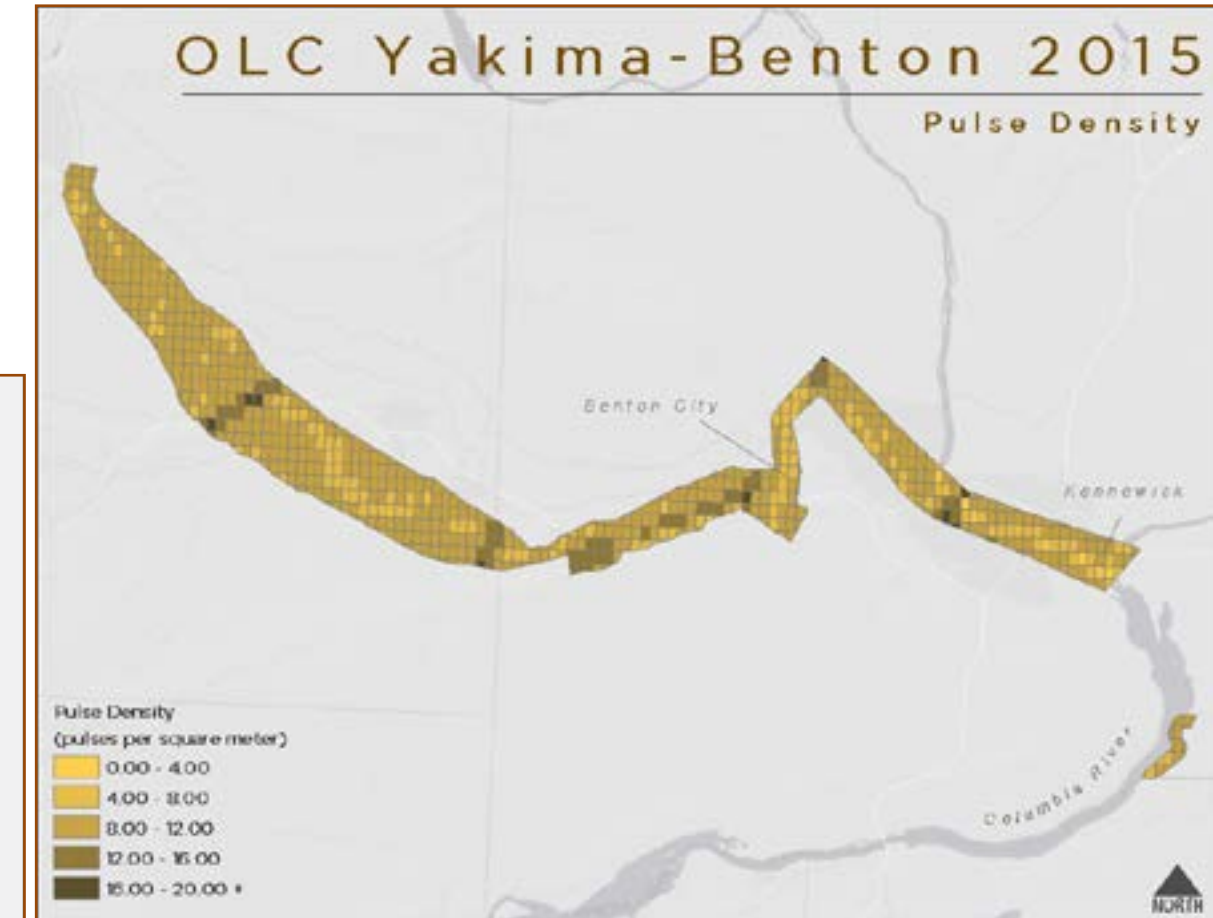 OLC Yakima-Benton 2015
Pulse Density
Benton City
Kennewick
Columbia River
Pulse Density
(pulses per square meter)
0.00 - 4.00
4.00 - 8.00
8.00 - 12.00
12.00 - 16.00
16.00 - 20.00 +
NORTH